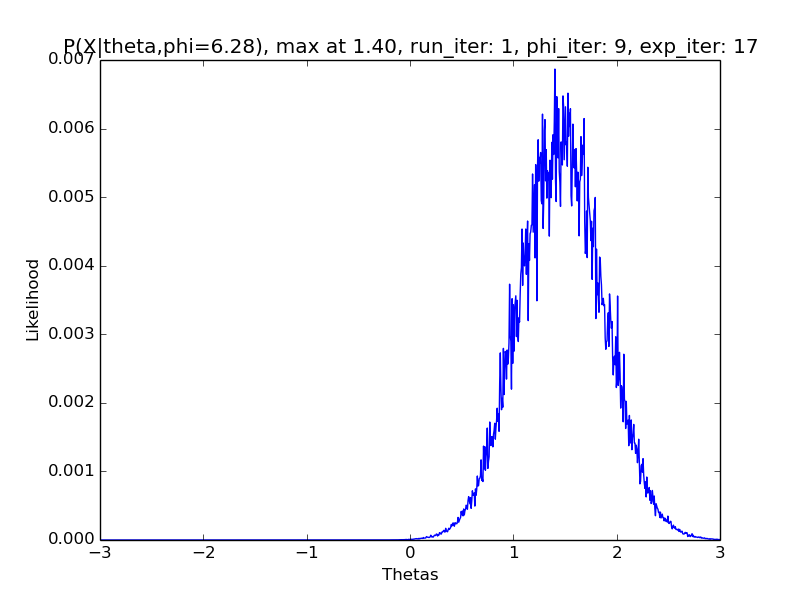 P(X|theta,phi=6.28), max at 1.40, run_iter: 1, phi_iter: 9, exp_iter: 17
0.007
0.006
0.005
0.004
0.003
0.002
0.001
0.000
Likelihood
−3 −2 −1 0 1 2 3
Thetas